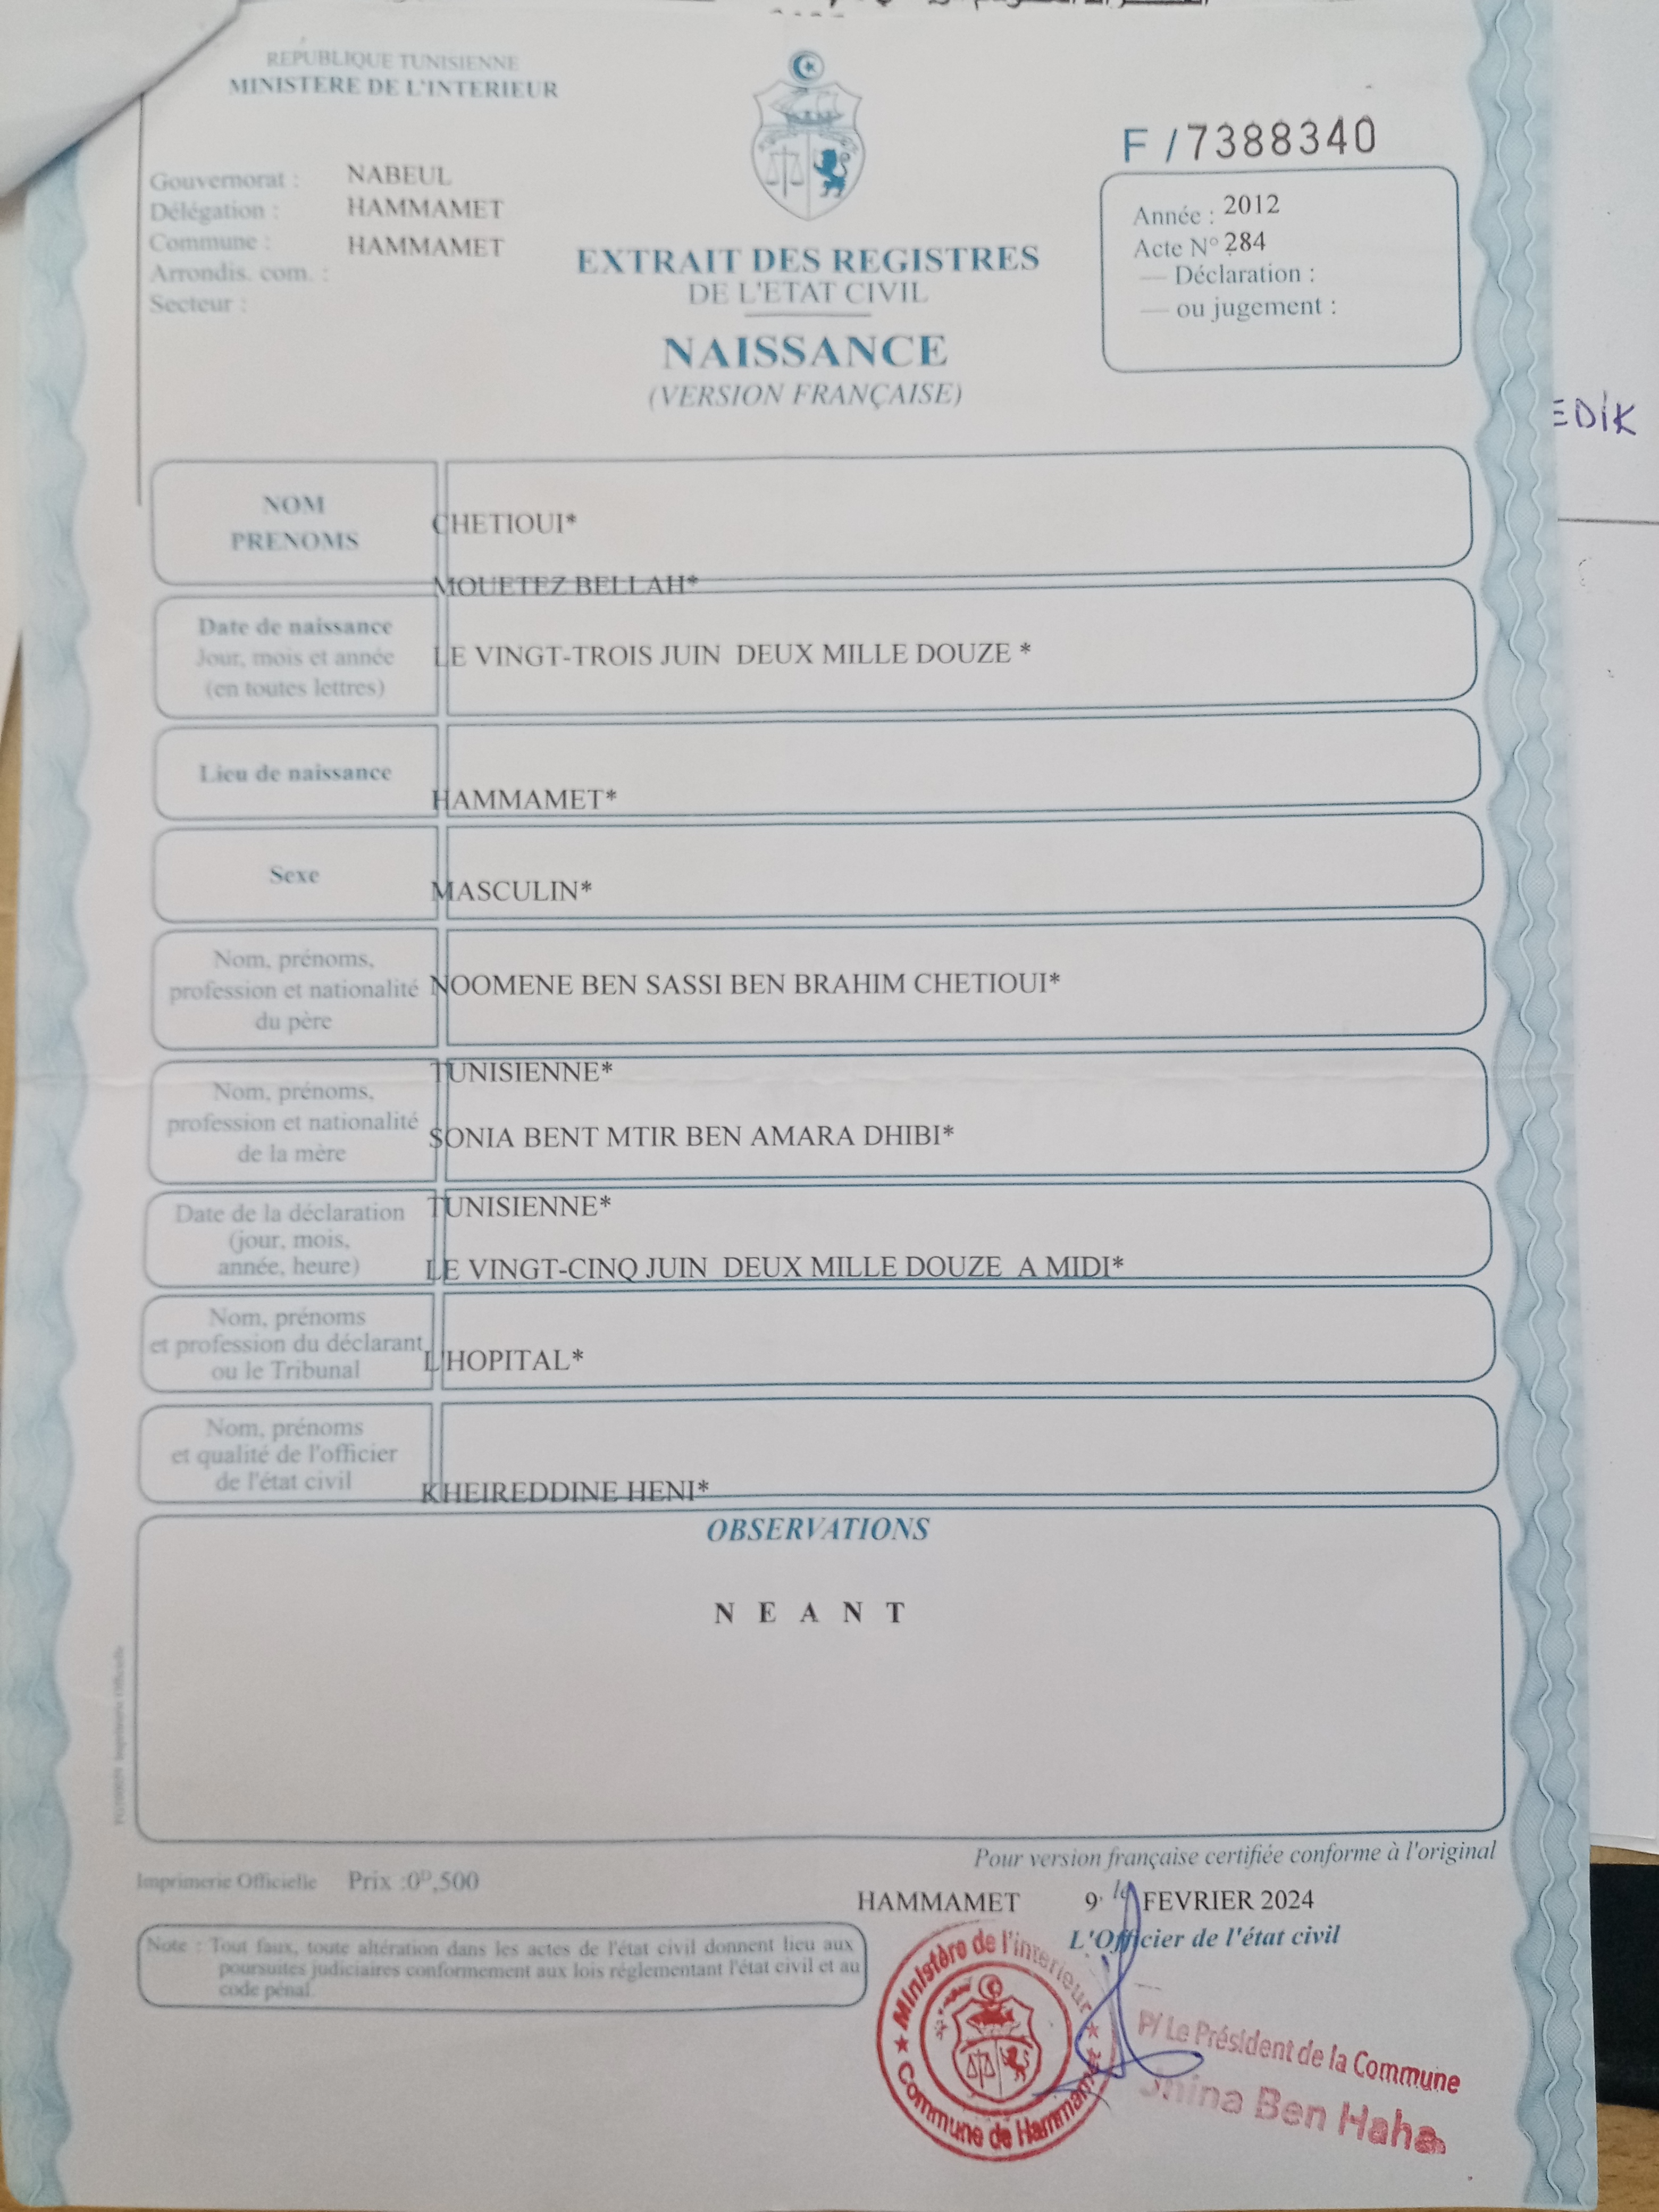 REPUBLIQUE TUNISIENNE
MINISTERE DE L'INTERIEUR
Gouvernorat : NABEUL
Délégation : HAMMAMET
Commune : HAMMAMET
Arrondis. com. :
Secteur :
EXTRAIT DES REGISTRES
DE L'ETAT CIVIL
NAISSANCE
(VERSION FRANÇAISE)
F / 7388340
Année : 2012
Acte N° 284
— Déclaration :
— ou jugement :
EDIK
NOM
PRENOMS
CHETIOUI*
MOUETEZ BELLAH*
Date de naissance
Jour, mois et année
(en toutes lettres)
LE VINGT-TROIS JUIN DEUX MILLE DOUZE *
Lieu de naissance
HAMMAMET*
Sexe
MASCULIN*
Nom, prénoms,
profession et nationalité
du père
NOOMENE BEN SASSI BEN BRAHIM CHETIOUI*
TUNISIENNE*
Nom, prénoms,
profession et nationalité
de la mère
SONIA BENT MTIR BEN AMARA DHIBI*
TUNISIENNE*
Date de la déclaration
(jour, mois,
année, heure)
LE VINGT-CINQ JUIN DEUX MILLE DOUZE A MIDI*
Nom, prénoms
et profession du déclarant
ou le Tribunal
L'HOPITAL*
Nom, prénoms
et qualité de l'officier
de l'état civil
KHEIREDDINE HENI*
OBSERVATIONS
N E A N T
Pour version française certifiée conforme à l'original
Imprimerie Officielle Prix :0ᴰ,500
HAMMAMET 9 le FEVRIER 2024
L'Officier de l'état civil
Note : Tout faux, toute altération dans les actes de l'état civil donnent lieu aux
poursuites judiciaires conformement aux lois réglementant l'état civil et au
code pénal.
Ministère de l'interieur
Commune de Hammamet
P/ Le Président de la Commune
Ben Haha